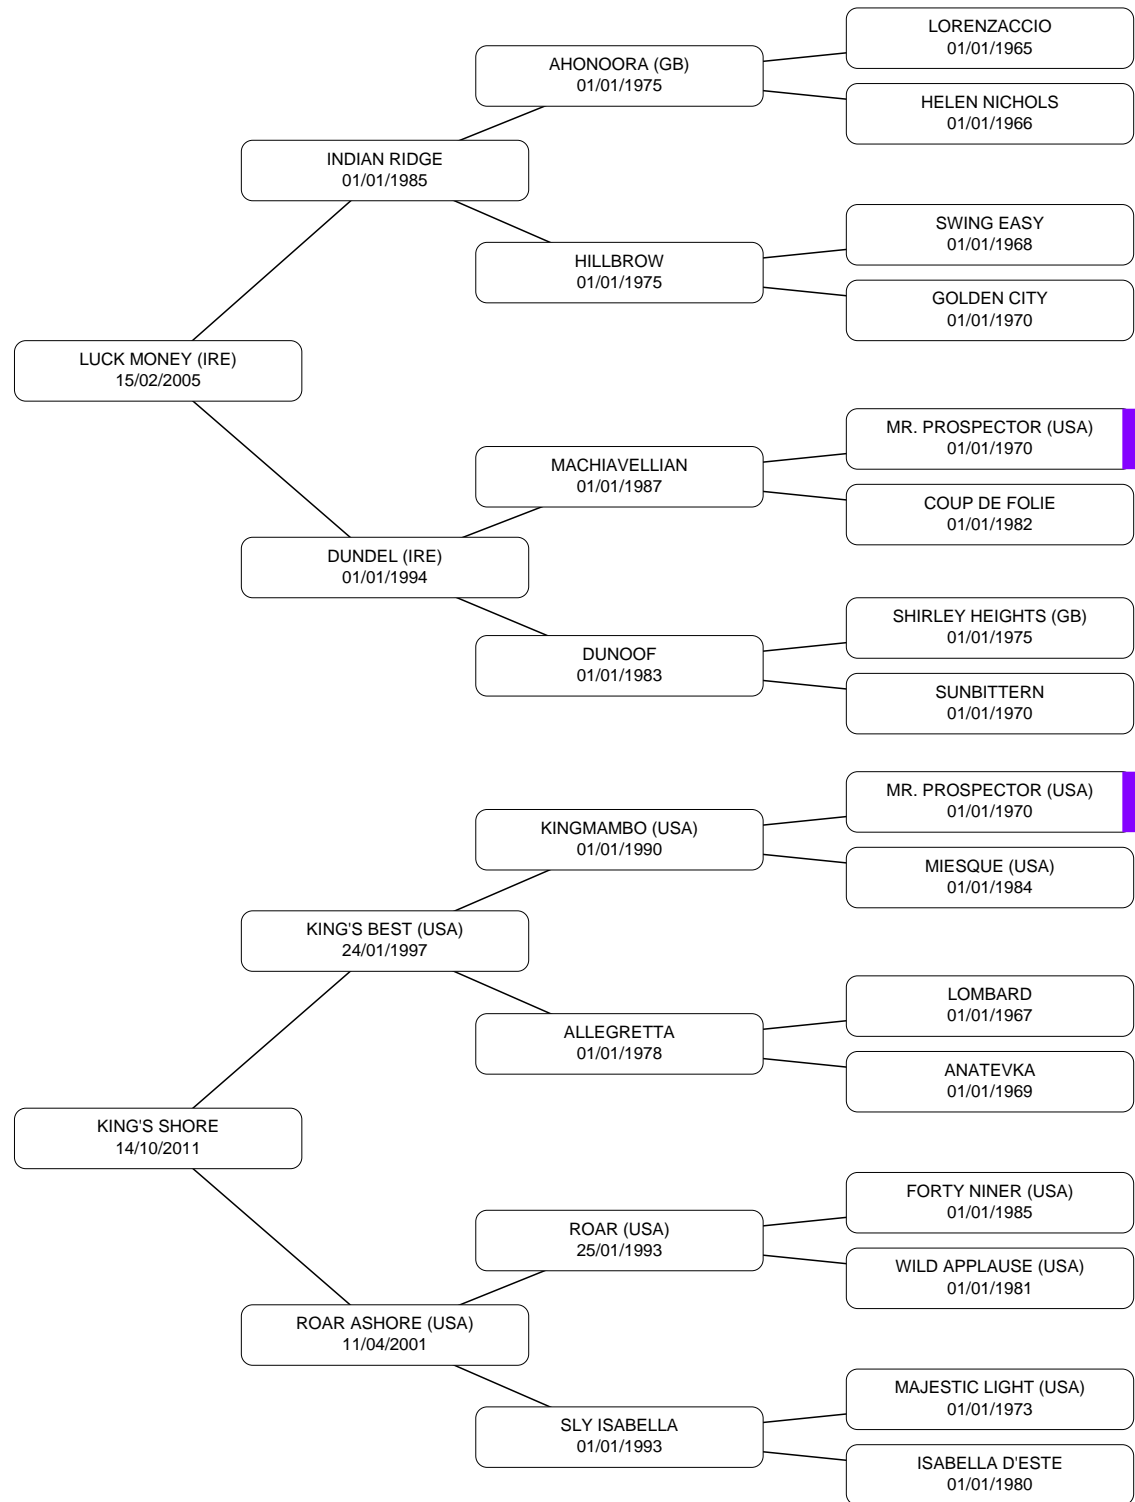 LORENZACCIO
01/01/1965
AHONOORA (GB)
01/01/1975
HELEN NICHOLS
01/01/1966
INDIAN RIDGE
01/01/1985
SWING EASY
01/01/1968
HILLBROW
01/01/1975
GOLDEN CITY
01/01/1970
LUCK MONEY (IRE)
15/02/2005
MR. PROSPECTOR (USA)
01/01/1970
MACHIAVELLIAN
01/01/1987
COUP DE FOLIE
01/01/1982
DUNDEL (IRE)
01/01/1994
SHIRLEY HEIGHTS (GB)
01/01/1975
DUNOOF
01/01/1983
SUNBITTERN
01/01/1970
MR. PROSPECTOR (USA)
01/01/1970
KINGMAMBO (USA)
01/01/1990
MIESQUE (USA)
01/01/1984
KING'S BEST (USA)
24/01/1997
LOMBARD
01/01/1967
ALLEGRETTA
01/01/1978
ANATEVKA
01/01/1969
KING'S SHORE
14/10/2011
FORTY NINER (USA)
01/01/1985
ROAR (USA)
25/01/1993
WILD APPLAUSE (USA)
01/01/1981
ROAR ASHORE (USA)
11/04/2001
MAJESTIC LIGHT (USA)
01/01/1973
SLY ISABELLA
01/01/1993
ISABELLA D'ESTE
01/01/1980